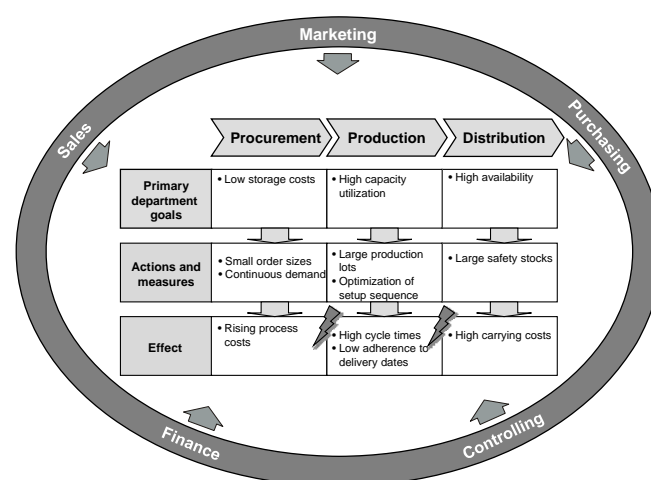 Marketing
Sales
Purchasing
Procurement
Production
Distribution
Primary
department
goals
• Low storage costs
• High capacity
utilization
• High availability
Actions and
measures
• Small order sizes
• Continuous demand
• Large production
lots
• Optimization of
setup sequence
• Large safety stocks
Effect
• Rising process
costs
• High cycle times
• Low adherence to
delivery dates
• High carrying costs
Finance
Controlling